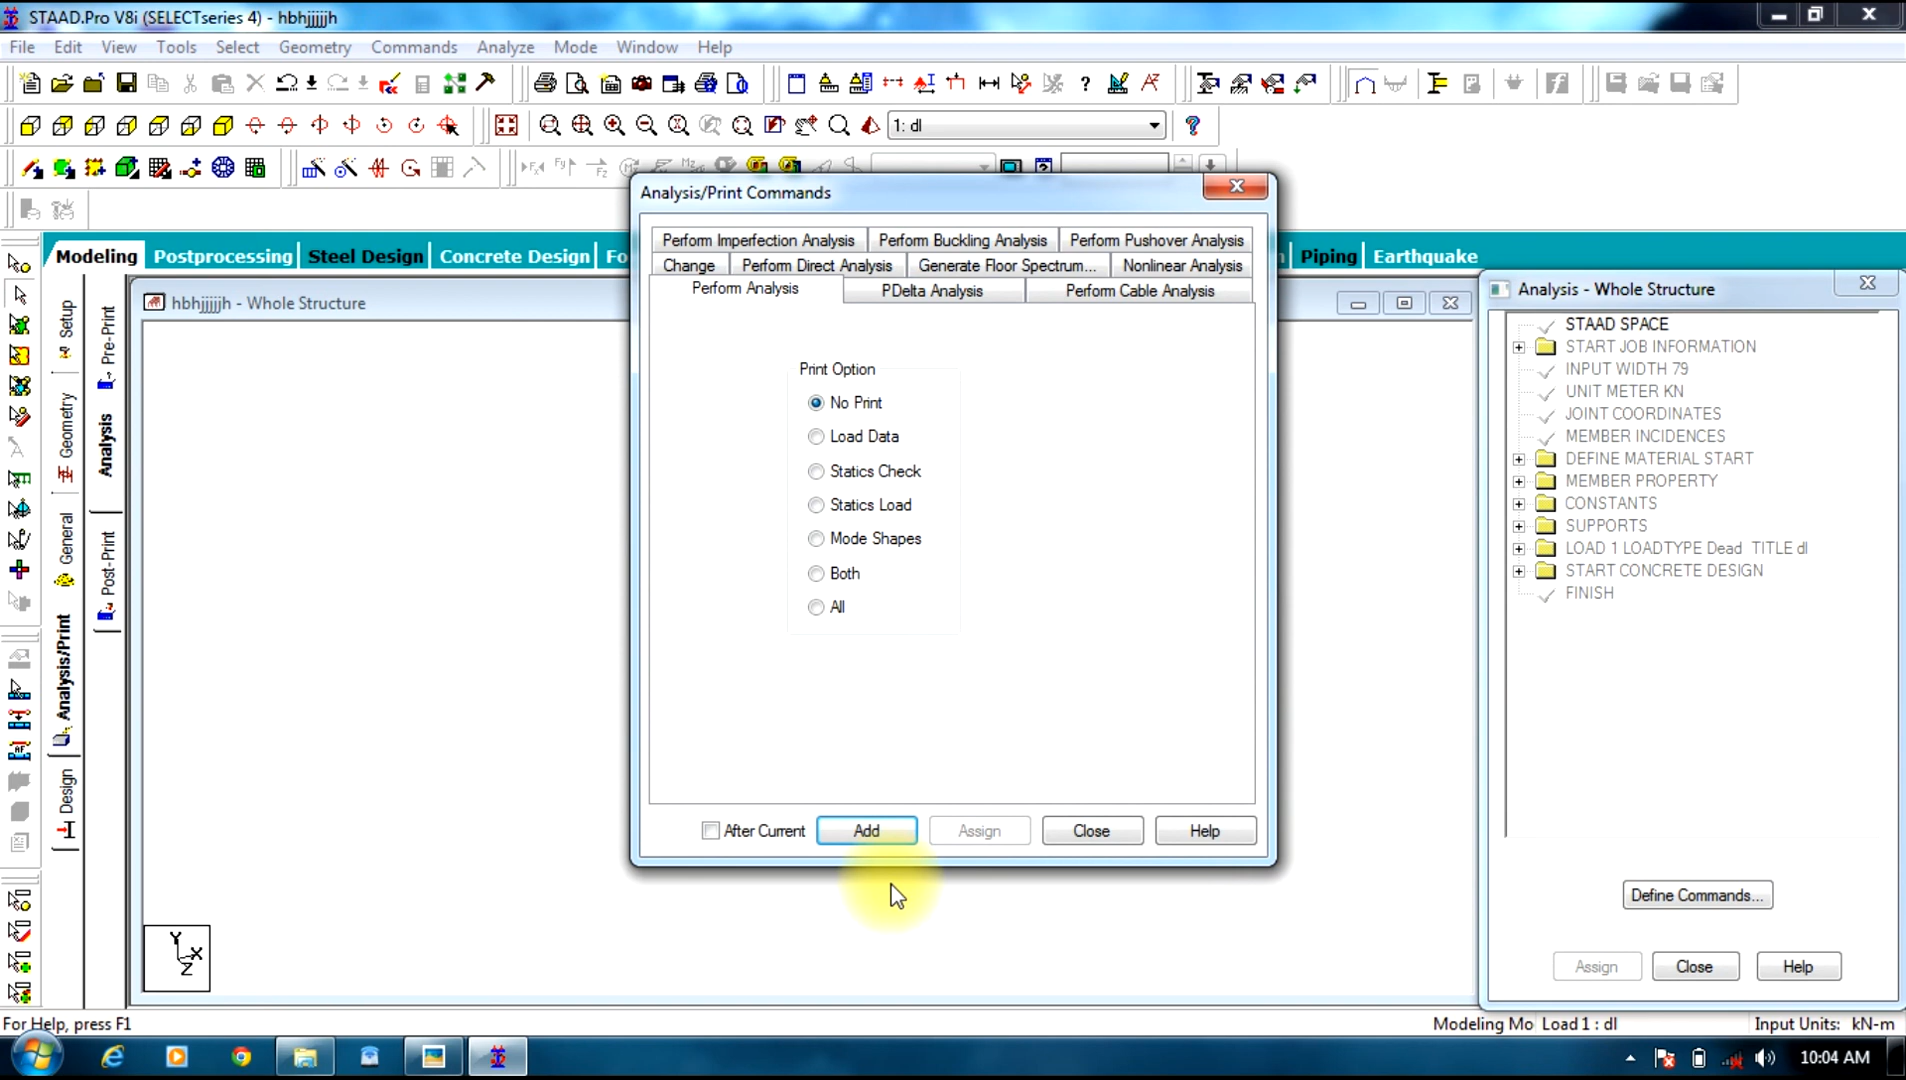 STAAD.Pro V8i (SELECTseries 4) - hbhjjjjjh
File Edit View Tools Select Geometry Commands Analyze Mode Window Help
1: dl
Analysis/Print Commands
Perform Imperfection Analysis Perform Buckling Analysis Perform Pushover Analysis
Change Perform Direct Analysis Generate Floor Spectrum... Nonlinear Analysis
Perform Analysis PDelta Analysis Perform Cable Analysis
Modeling Postprocessing Steel Design Concrete Design Fo Piping Earthquake
hbhjjjjjh - Whole Structure
Analysis - Whole Structure
Setup
Geometry
General
Analysis/Print
Design
Pre-Print
Analysis
Post-Print
Print Option
No Print
Load Data
Statics Check
Statics Load
Mode Shapes
Both
All
After Current Add Assign Close Help
STAAD SPACE
START JOB INFORMATION
INPUT WIDTH 79
UNIT METER KN
JOINT COORDINATES
MEMBER INCIDENCES
DEFINE MATERIAL START
MEMBER PROPERTY
CONSTANTS
SUPPORTS
LOAD 1 LOADTYPE Dead TITLE dl
START CONCRETE DESIGN
FINISH
Define Commands...
Assign Close Help
Y
X
Z
For Help, press F1
Modeling Mo Load 1 : dl Input Units: kN-m
10:04 AM